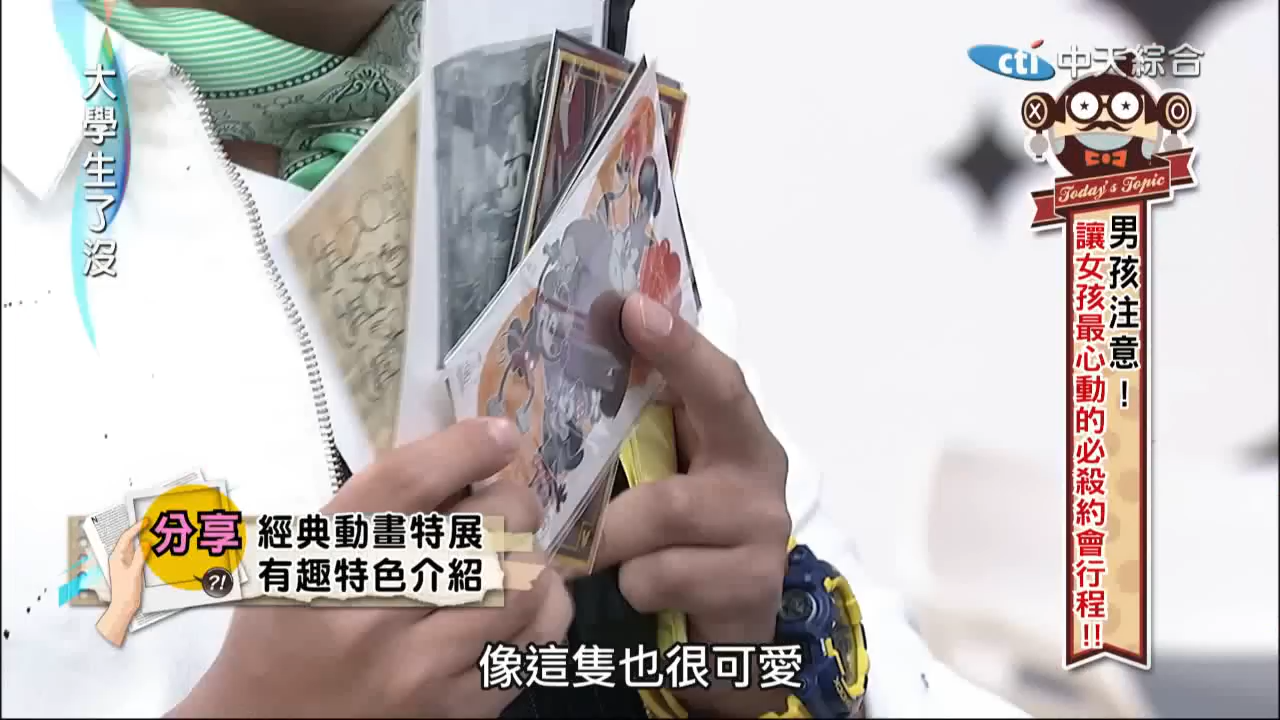 大學生了沒
cti 中天綜合
X
O
Today's Topic
男孩注意！
讓女孩最心動的必殺約會行程!!
分享
?!
經典動畫特展
有趣特色介紹
像這隻也很可愛